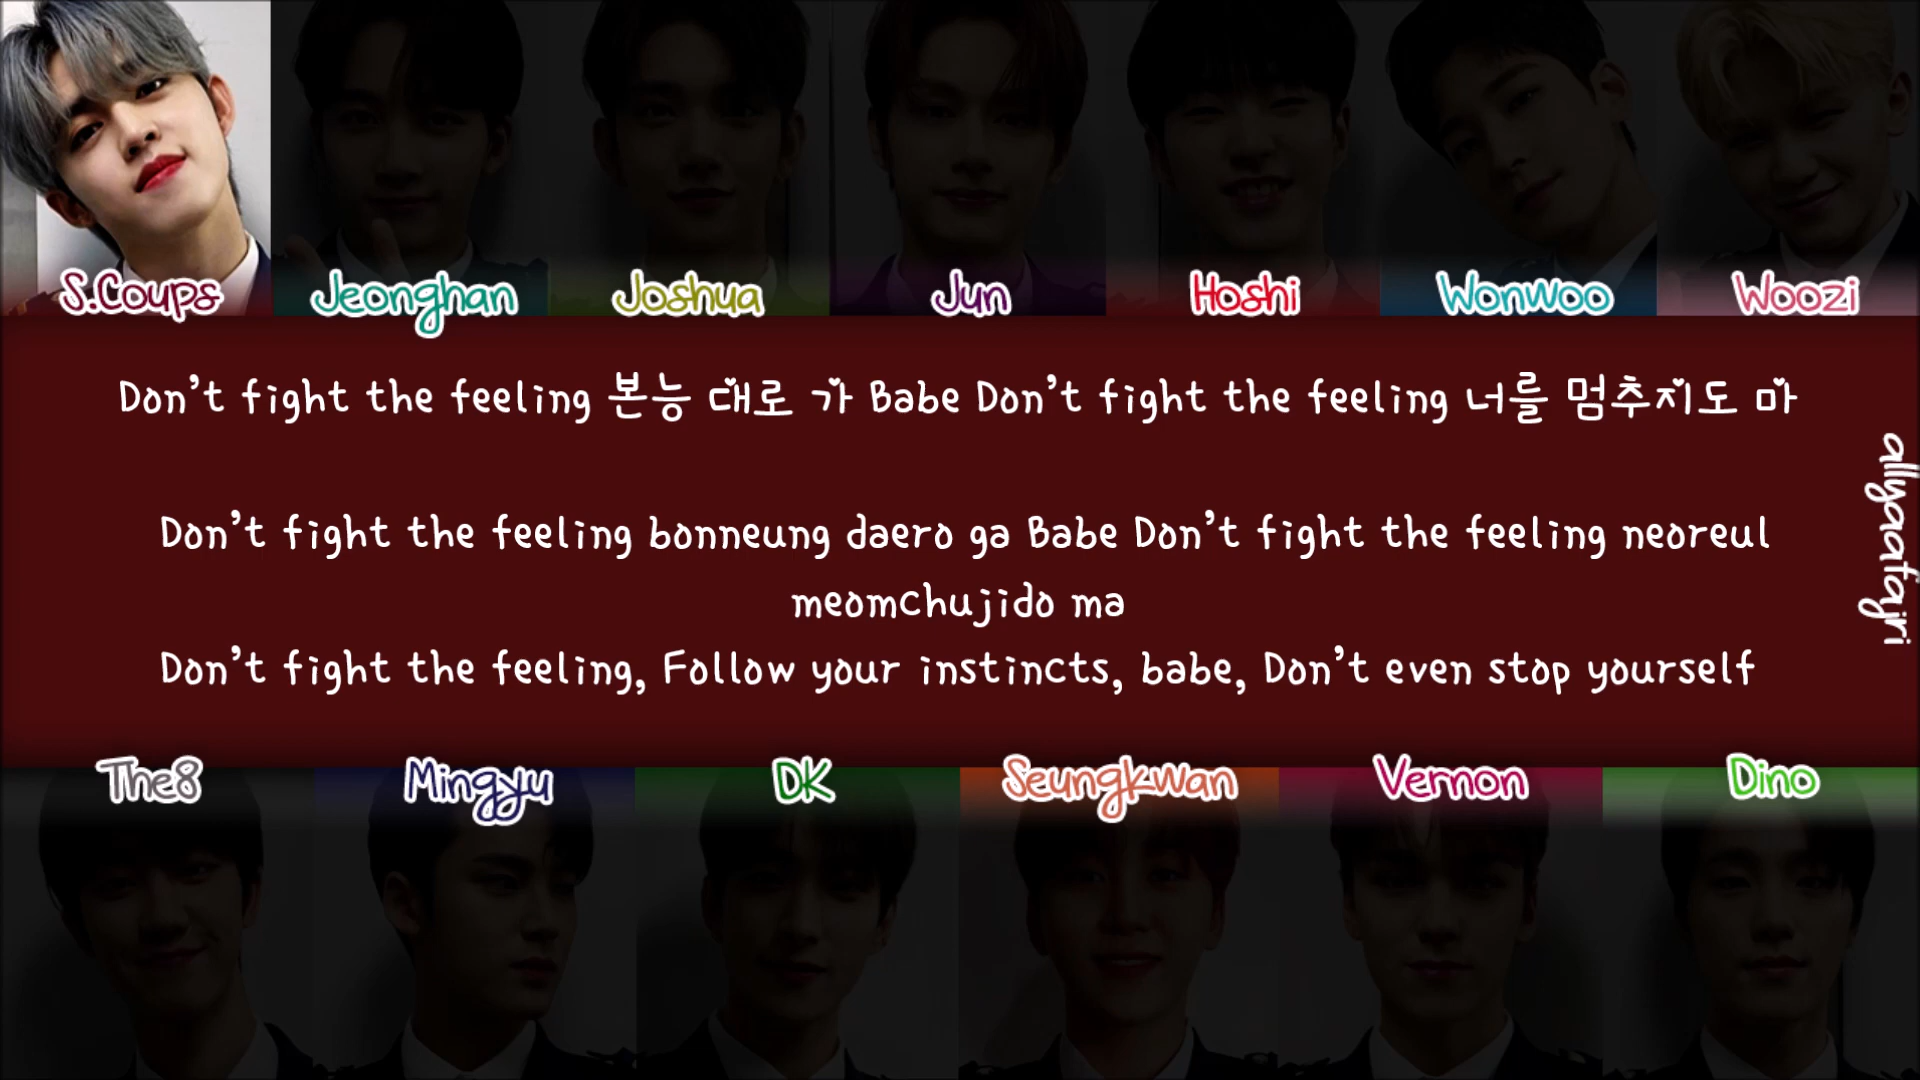 S.Coups
Jeonghan
Joshua
Jun
Hoshi
Wonwoo
Woozi
Don't fight the feeling 본능 대로 가 Babe Don't fight the feeling 너를 멈추지도 마
Don't fight the feeling bonneung daero ga Babe Don't fight the feeling neoreul
meomchujido ma
Don't fight the feeling, Follow your instincts, babe, Don't even stop yourself
allyaafajri
The8
Mingyu
DK
Seungkwan
Vernon
Dino